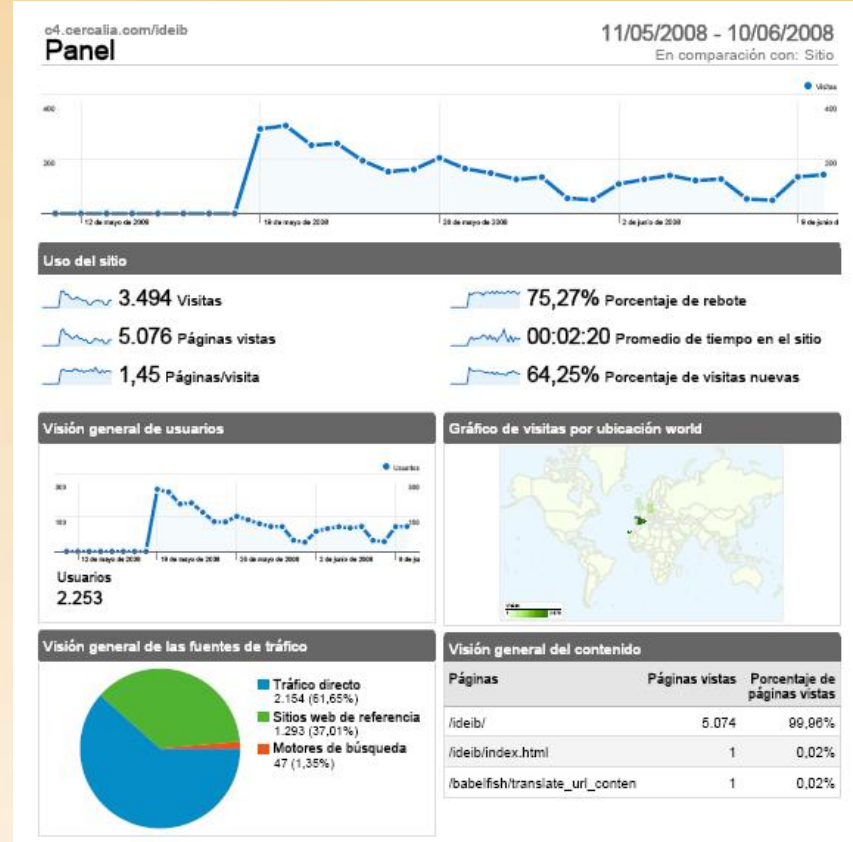 c4.cercalia.com/ideib
Panel
11/05/2008 - 10/06/2008
En comparación con: Sitio
Visitas
400 400
200 200
12 de mayo de 2008 19 de mayo de 2008 26 de mayo de 2008 2 de junio de 2008 9 de junio d
Uso del sitio
3.494 Visitas
5.076 Páginas vistas
1,45 Páginas/visita
75,27% Porcentaje de rebote
00:02:20 Promedio de tiempo en el sitio
64,25% Porcentaje de visitas nuevas
Visión general de usuarios
Usuarios
12 de mayo de 2008 19 de mayo de 2008 26 de mayo de 2008 2 de junio de 2008 9 de ju
Usuarios
2.253
Gráfico de visitas por ubicación world
Visión general de las fuentes de tráfico
Tráfico directo
2.154 (61,65%)
Sitios web de referencia
1.293 (37,01%)
Motores de búsqueda
47 (1,35%)
Visión general del contenido
Páginas Páginas vistas Porcentaje de
páginas vistas
/ideib/ 5.074 99,96%
/ideib/index.html 1 0,02%
/babelfish/translate_url_conten 1 0,02%